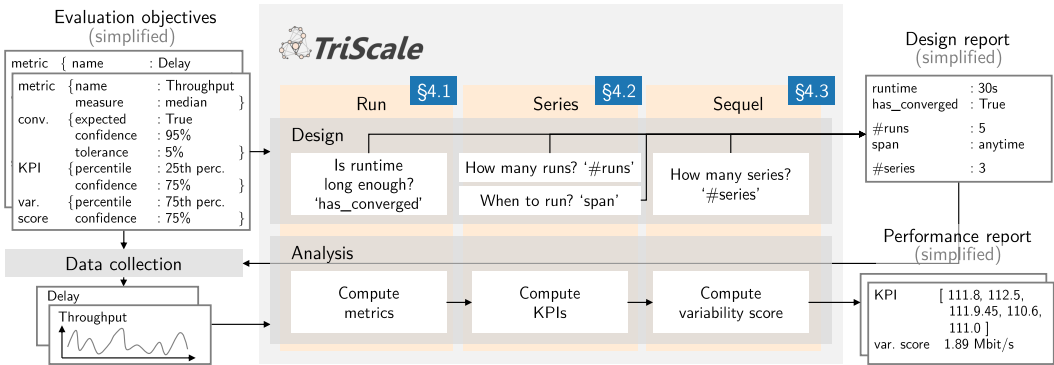 Evaluation objectives
(simplified)
metric { name : Delay
metric {name : Throughput
measure : median }
conv. {expected : True
confidence : 95%
tolerance : 5% }
KPI {percentile : 25th perc.
confidence : 75% }
var. {percentile : 75th perc.
score confidence : 75% }
Data collection
Delay
Throughput
TriScale
§4.1
§4.2
§4.3
Run
Series
Sequel
Design
Is runtime
long enough?
‘has_converged’
How many runs? ‘#runs’
When to run? ‘span’
How many series?
‘#series’
Analysis
Compute
metrics
Compute
KPIs
Compute
variability score
Design report
(simplified)
runtime : 30s
has_converged : True
#runs : 5
span : anytime
#series : 3
Performance report
(simplified)
KPI [ 111.8, 112.5,
111.9.45, 110.6,
111.0 ]
var. score 1.89 Mbit/s